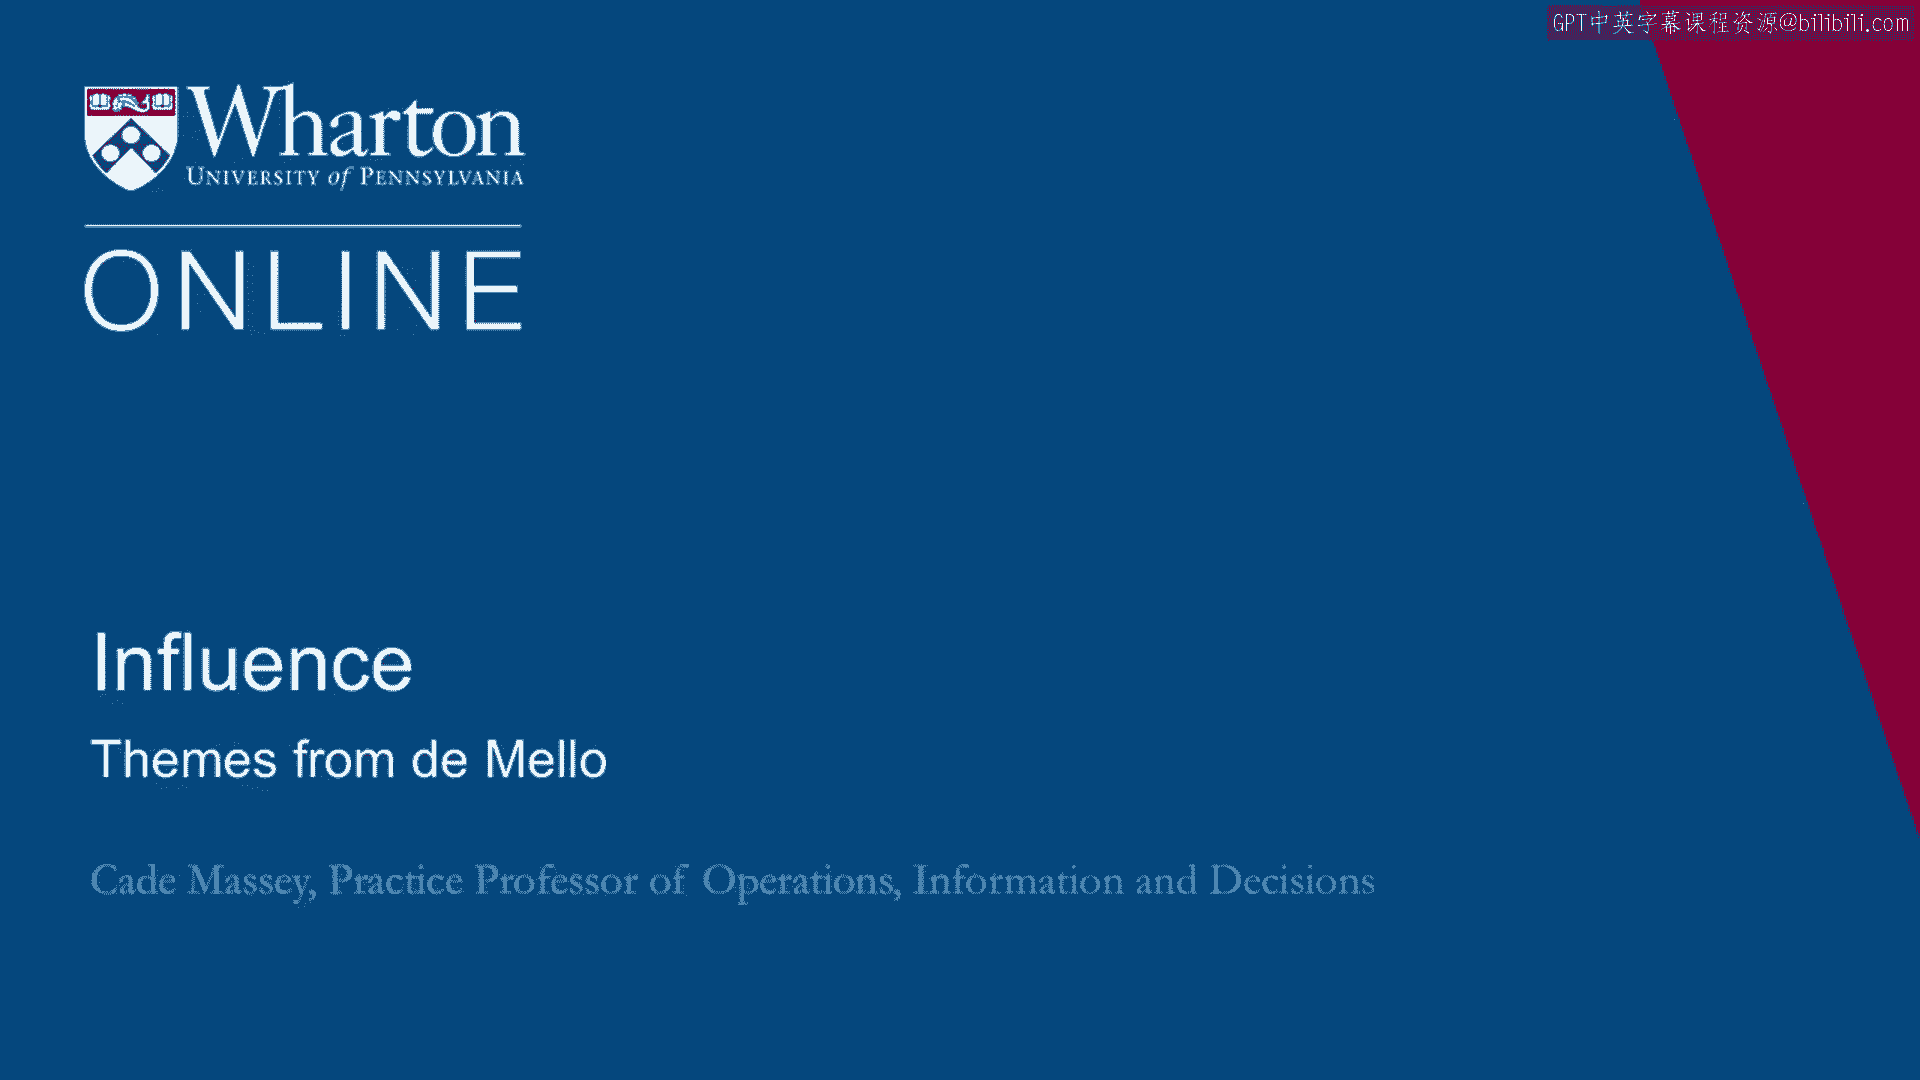 GPT中英字幕课程资源@bilibili.com
Wharton
UNIVERSITY of PENNSYLVANIA
ONLINE
Influence
Themes from de Mello
Cade Massey, Practice Professor of Operations, Information and Decisions